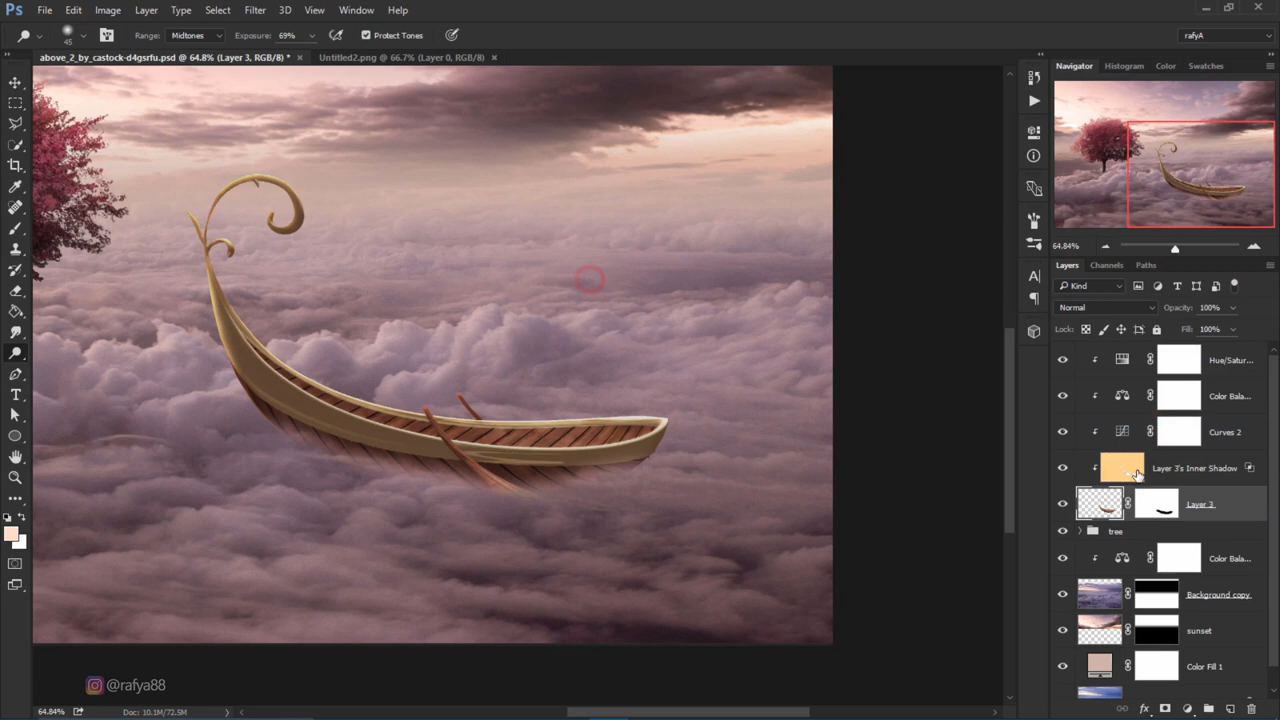 Ps File Edit Image Layer Type Select Filter 3D View Window Help
45 Range: Midtones Exposure: 69% Protect Tones rafyA
above_2_by_castock-d4gsrfu.psd @ 64.8% (Layer 3, RGB/8) * × Untitled2.png @ 66.7% (Layer 0, RGB/8) ×
Navigator Histogram Color Swatches
64.84%
Layers Channels Paths
Kind
Normal Opacity: 100%
Lock: Fill: 100%
Hue/Satur...
Color Bala...
Curves 2
Layer 3's Inner Shadow
Layer 3
tree
Color Bala...
Background copy
sunset
Color Fill 1
@rafya88
64.84% Doc: 10.1M/72.5M
fx